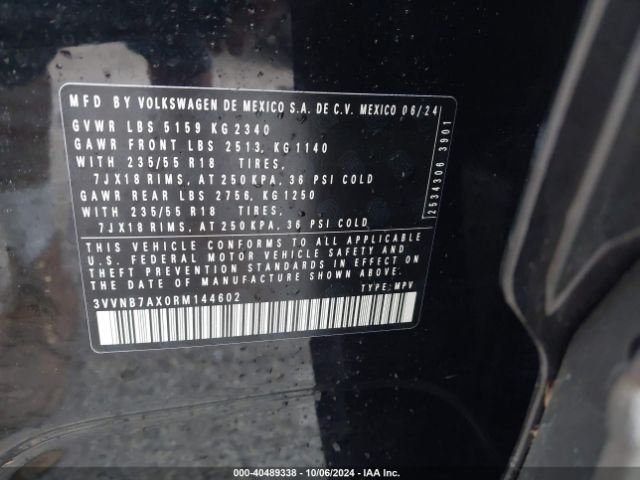 MFD BY VOLKSWAGEN DE MEXICO S.A. DE C.V. MEXICO 06/24
GVWR LBS 5159 KG 2340
GAWR FRONT LBS 2513, KG 1140
WITH 235/55 R18 TIRES.
7JX18 RIMS, AT 250 KPA, 36 PSI COLD
GAWR REAR LBS 2756, KG 1250
WITH 235/55 R18 TIRES.
7JX18 RIMS, AT 250 KPA, 36 PSI COLD
THIS VEHICLE CONFORMS TO ALL APPLICABLE
U.S. FEDERAL MOTOR VEHICLE SAFETY AND
THEFT PREVENTION STANDARDS IN EFFECT ON
THE DATE OF MANUFACTURE SHOWN ABOVE.
3VVNB7AX0RM144602 TYPE: MPV
2534306 3901
000-40489338 - 10/06/2024 - IAA Inc.